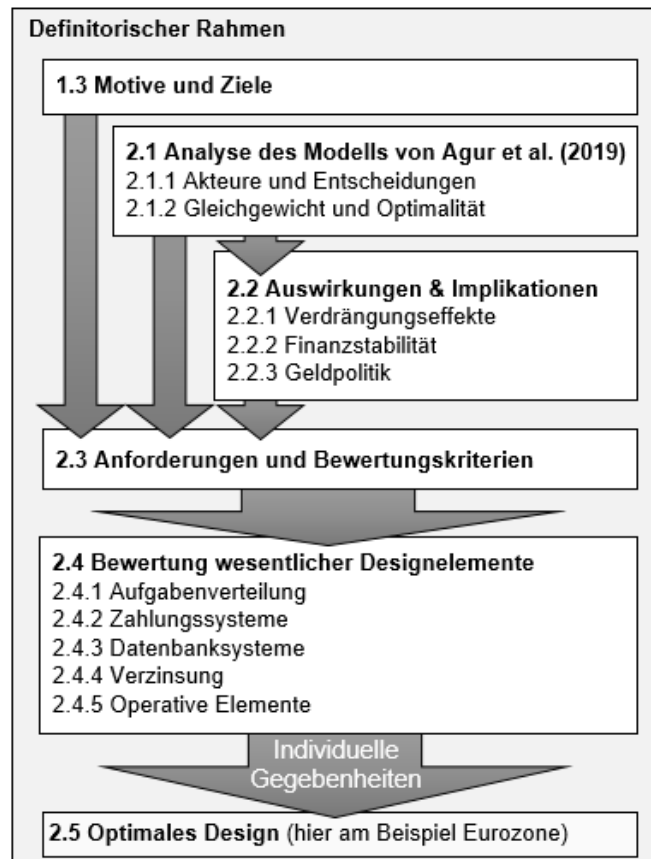 Definitorischer Rahmen
1.3 Motive und Ziele
2.1 Analyse des Modells von Agur et al. (2019)
2.1.1 Akteure und Entscheidungen
2.1.2 Gleichgewicht und Optimalität
2.2 Auswirkungen & Implikationen
2.2.1 Verdrängungseffekte
2.2.2 Finanzstabilität
2.2.3 Geldpolitik
2.3 Anforderungen und Bewertungskriterien
2.4 Bewertung wesentlicher Designelemente
2.4.1 Aufgabenverteilung
2.4.2 Zahlungssysteme
2.4.3 Datenbanksysteme
2.4.4 Verzinsung
2.4.5 Operative Elemente
Individuelle
Gegebenheiten
2.5 Optimales Design (hier am Beispiel Eurozone)